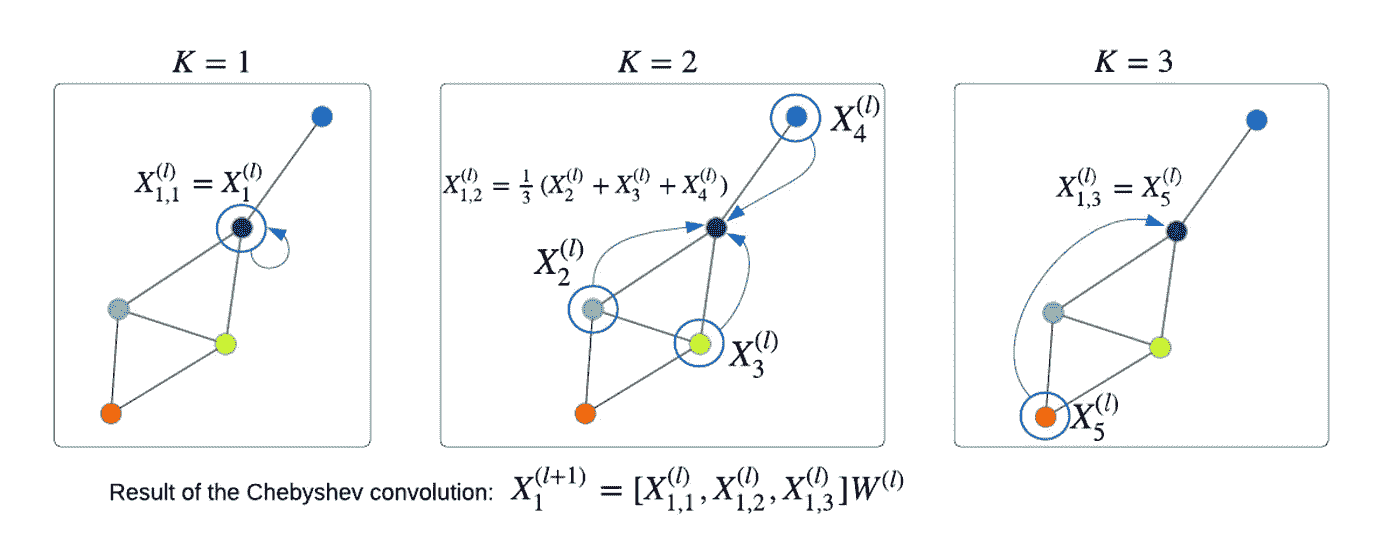 K = 1
K = 2
K = 3
X_{1,1}^{(l)} = X_1^{(l)}
X_4^{(l)}
X_{1,2}^{(l)} = \frac{1}{3} (X_2^{(l)} + X_3^{(l)} + X_4^{(l)})
X_2^{(l)}
X_3^{(l)}
X_{1,3}^{(l)} = X_5^{(l)}
X_5^{(l)}
Result of the Chebyshev convolution: X_1^{(l+1)} = [X_{1,1}^{(l)}, X_{1,2}^{(l)}, X_{1,3}^{(l)}]W^{(l)}